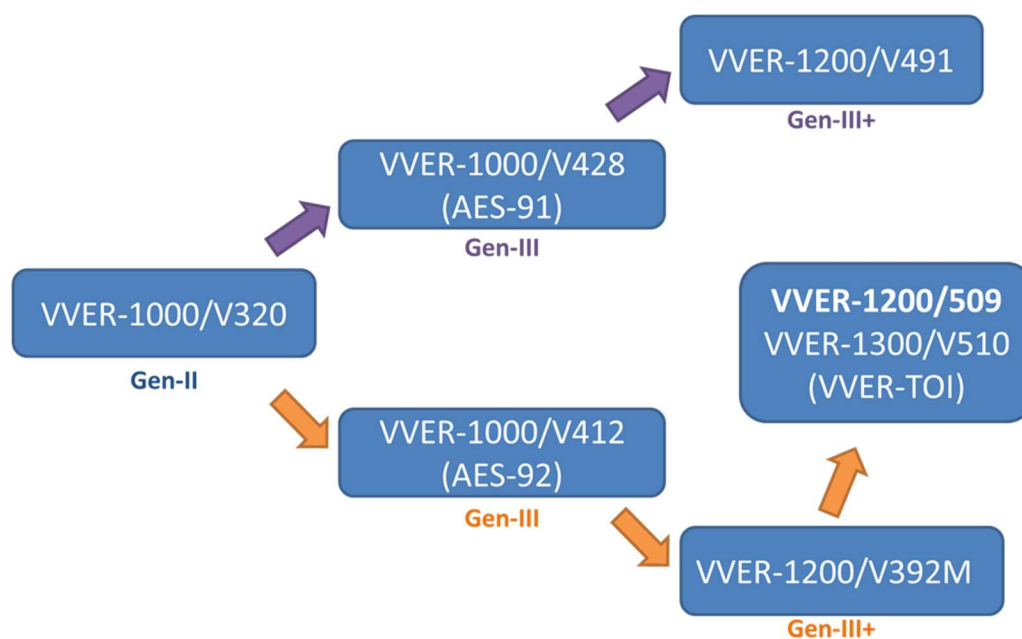 VVER-1200/V491
Gen-III+
VVER-1000/V428
(AES-91)
Gen-III
VVER-1000/V320
Gen-II
VVER-1200/509
VVER-1300/V510
(VVER-TOI)
VVER-1000/V412
(AES-92)
Gen-III
VVER-1200/V392M
Gen-III+